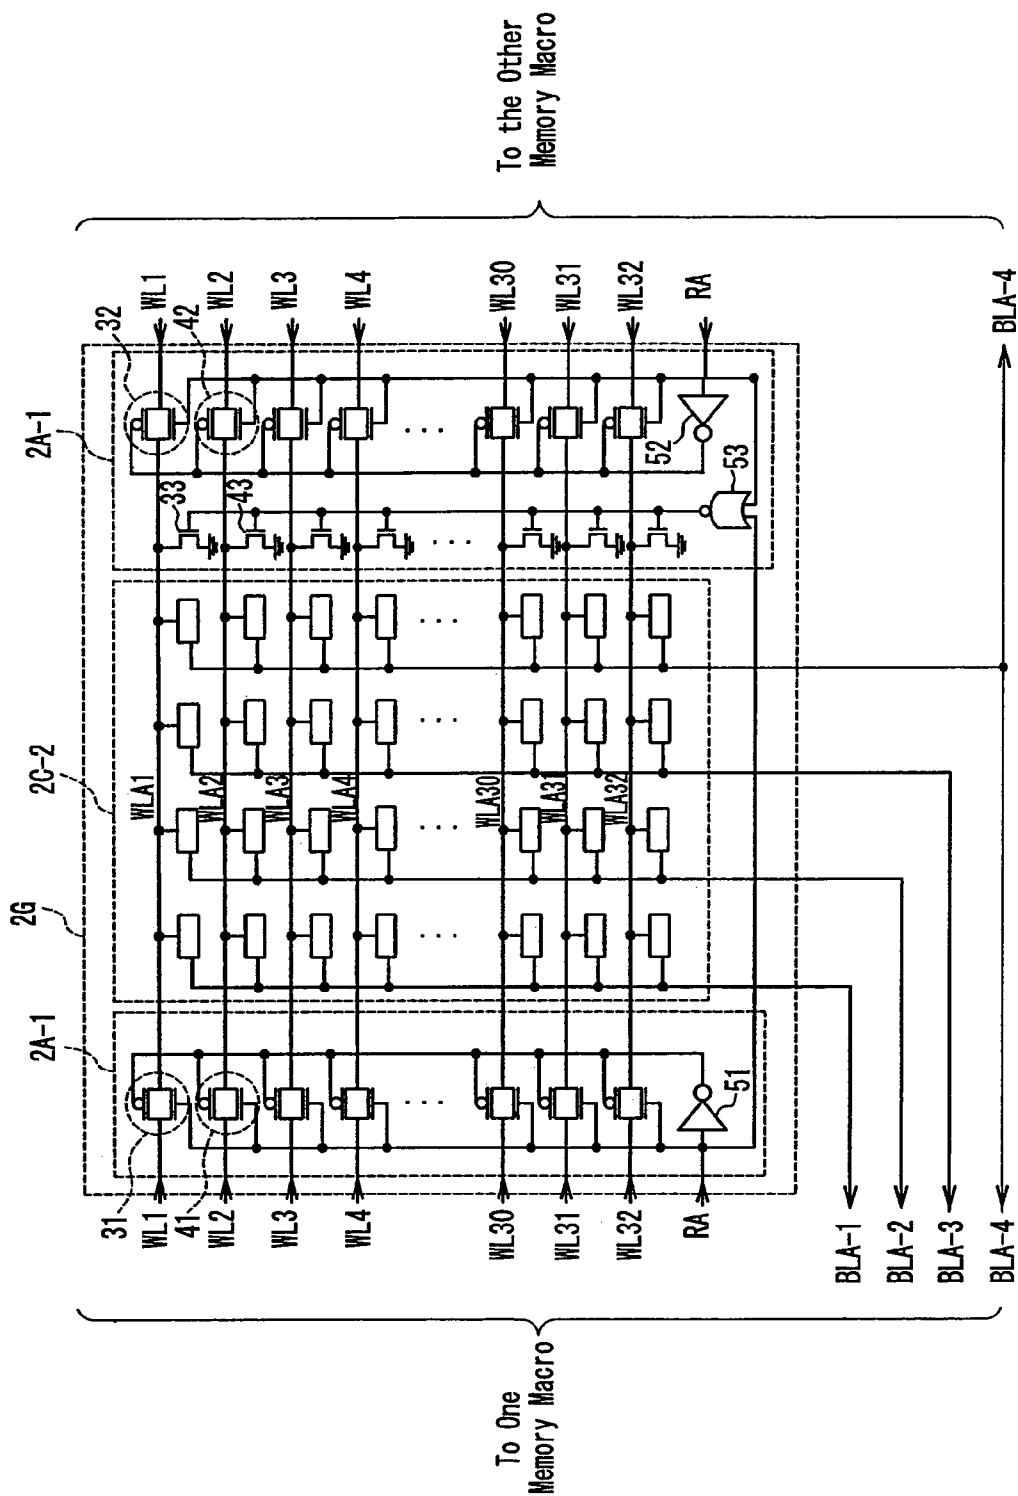 To One
Memory Macro
To the Other
Memory Macro
2G
2A-1
2C-2
2A-1
31
41
32
42
33
43
WL1
WLA1
WL1
WL2
WLA2
WL2
WL3
WLA3
WL3
WL4
WLA4
WL4
. . .
. . .
. . .
. . .
. . .
. . .
. . .
WL30
WLA30
WL30
WL31
WLA31
WL31
WL32
WLA32
WL32
RA
51
52
53
RA
BLA-1
BLA-2
BLA-3
BLA-4
BLA-4